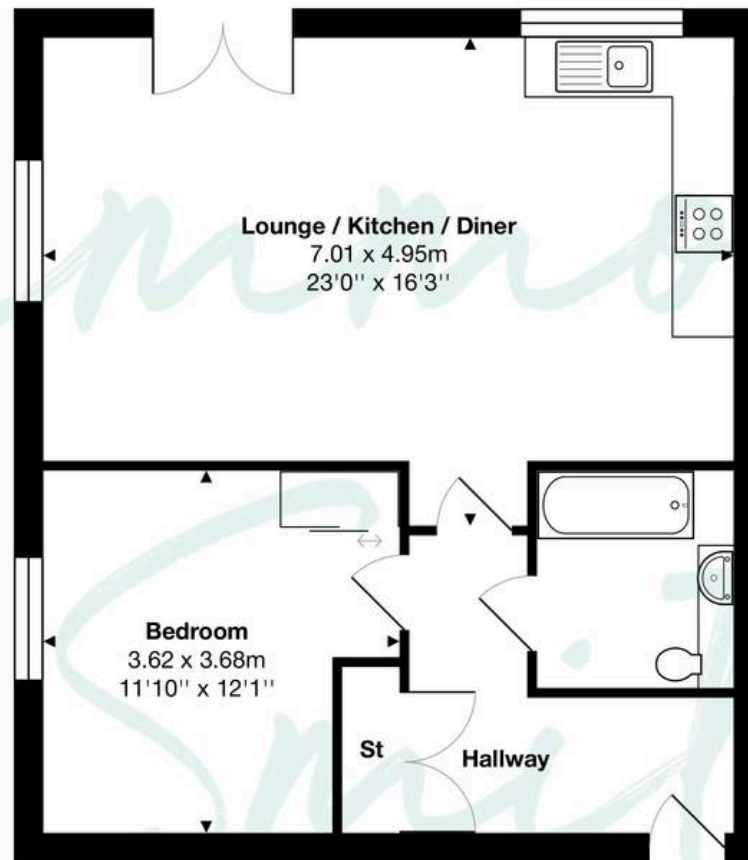 Lounge / Kitchen / Diner
7.01 x 4.95m
23'0'' x 16'3''
Bedroom
3.62 x 3.68m
11'10'' x 12'1''
St
Hallway